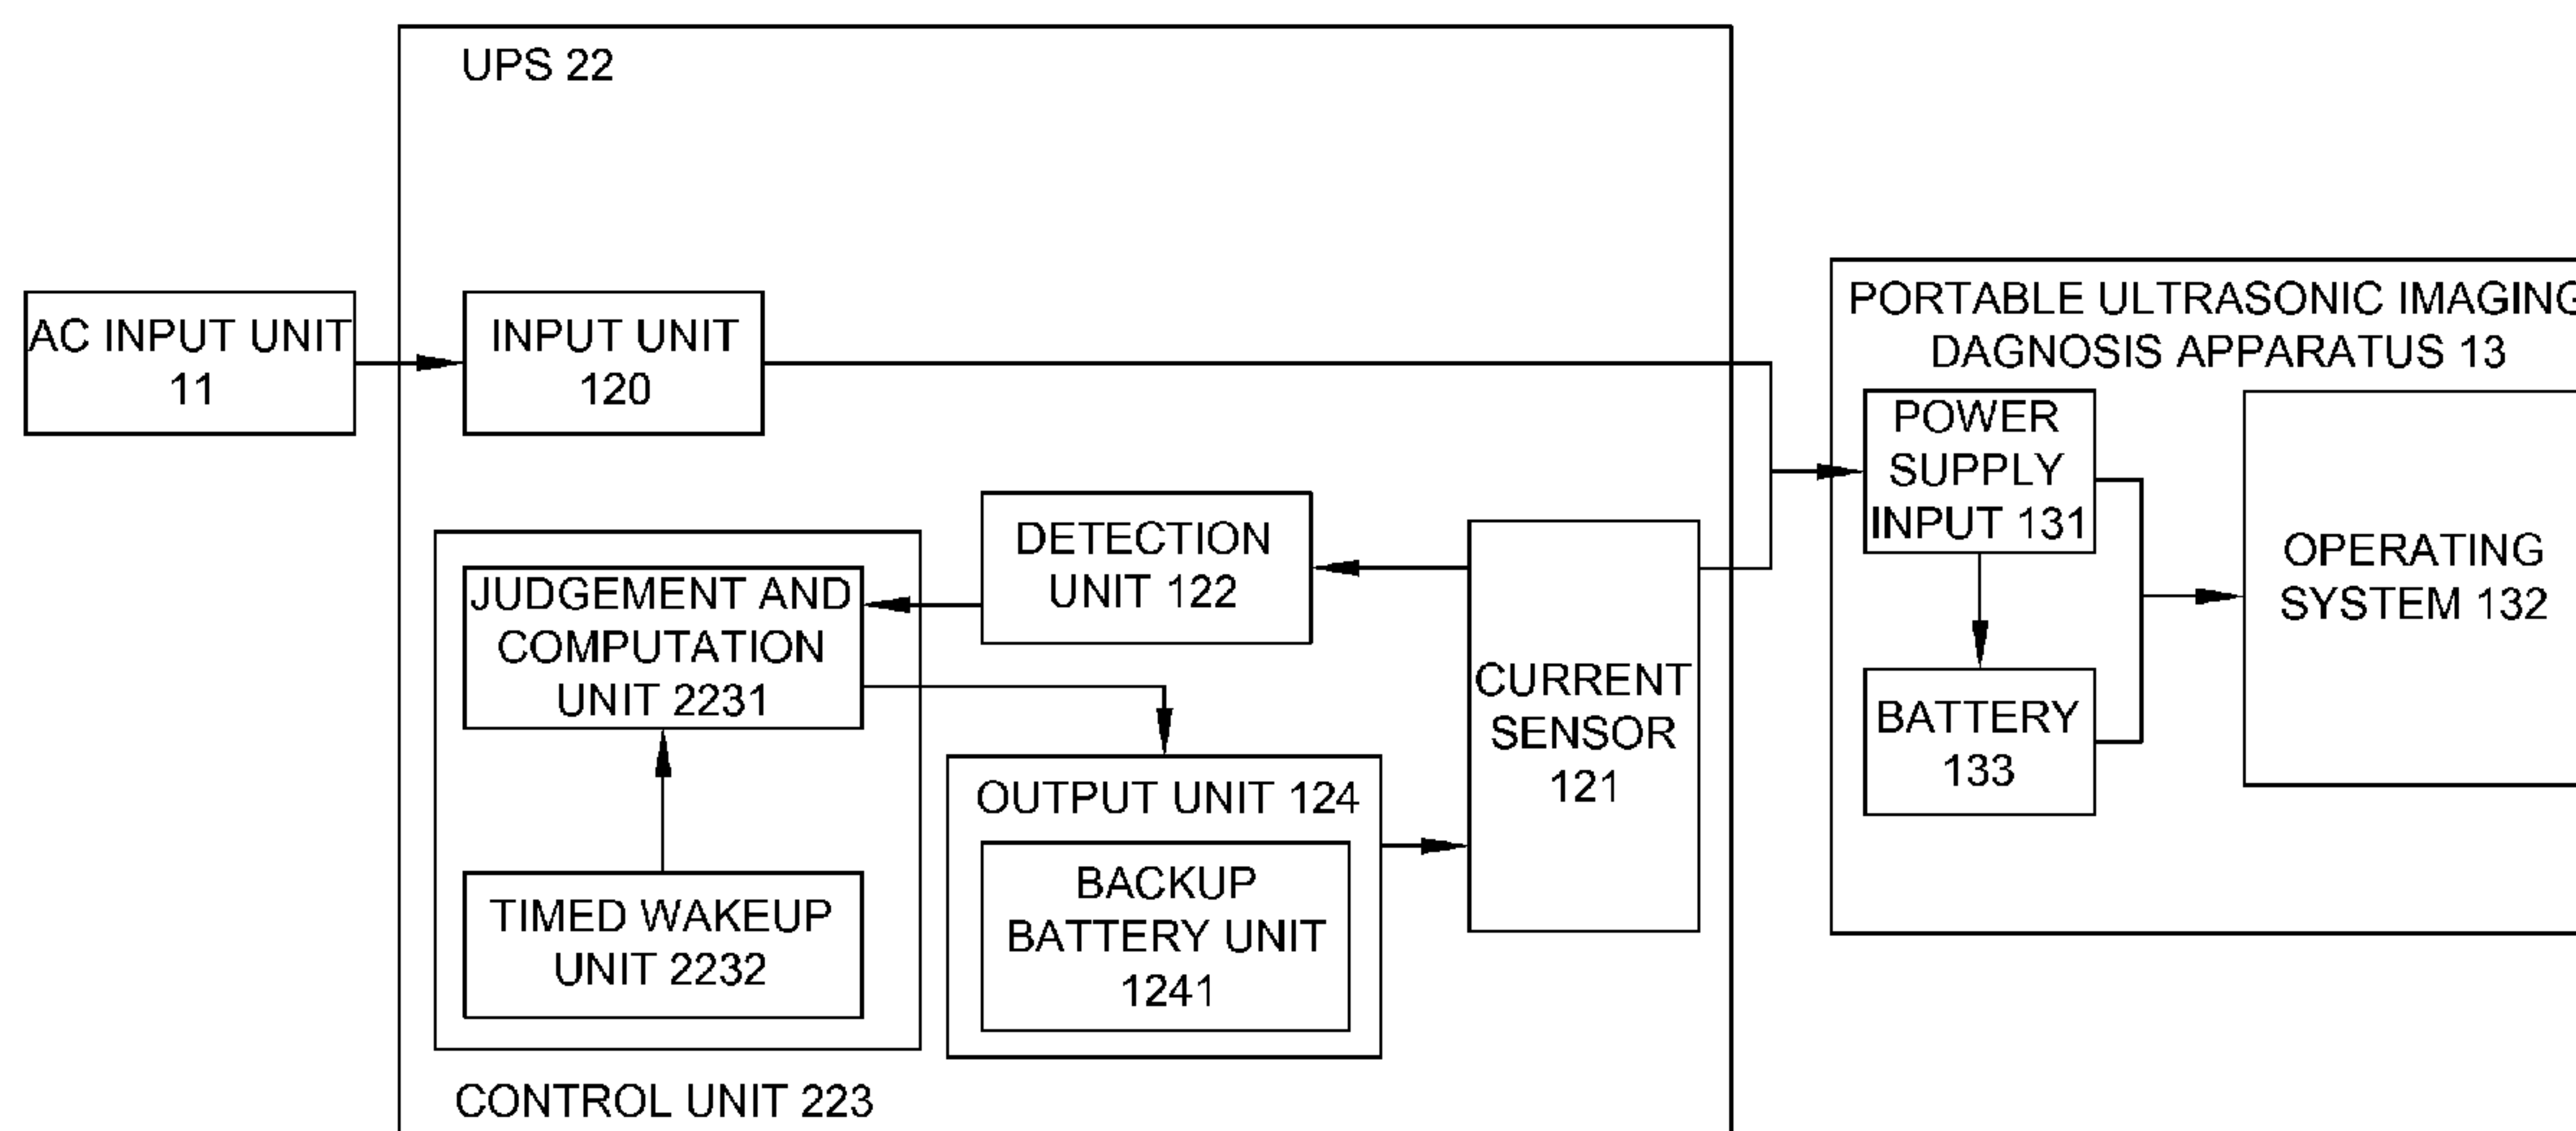 UPS 22
AC INPUT UNIT
11
INPUT UNIT
120
PORTABLE ULTRASONIC IMAGING
DAGNOSIS APPARATUS 13
POWER
SUPPLY
INPUT 131
OPERATING
SYSTEM 132
BATTERY
133
DETECTION
UNIT 122
JUDGEMENT AND
COMPUTATION
UNIT 2231
CURRENT
SENSOR
121
OUTPUT UNIT 124
BACKUP
BATTERY UNIT
1241
TIMED WAKEUP
UNIT 2232
CONTROL UNIT 223